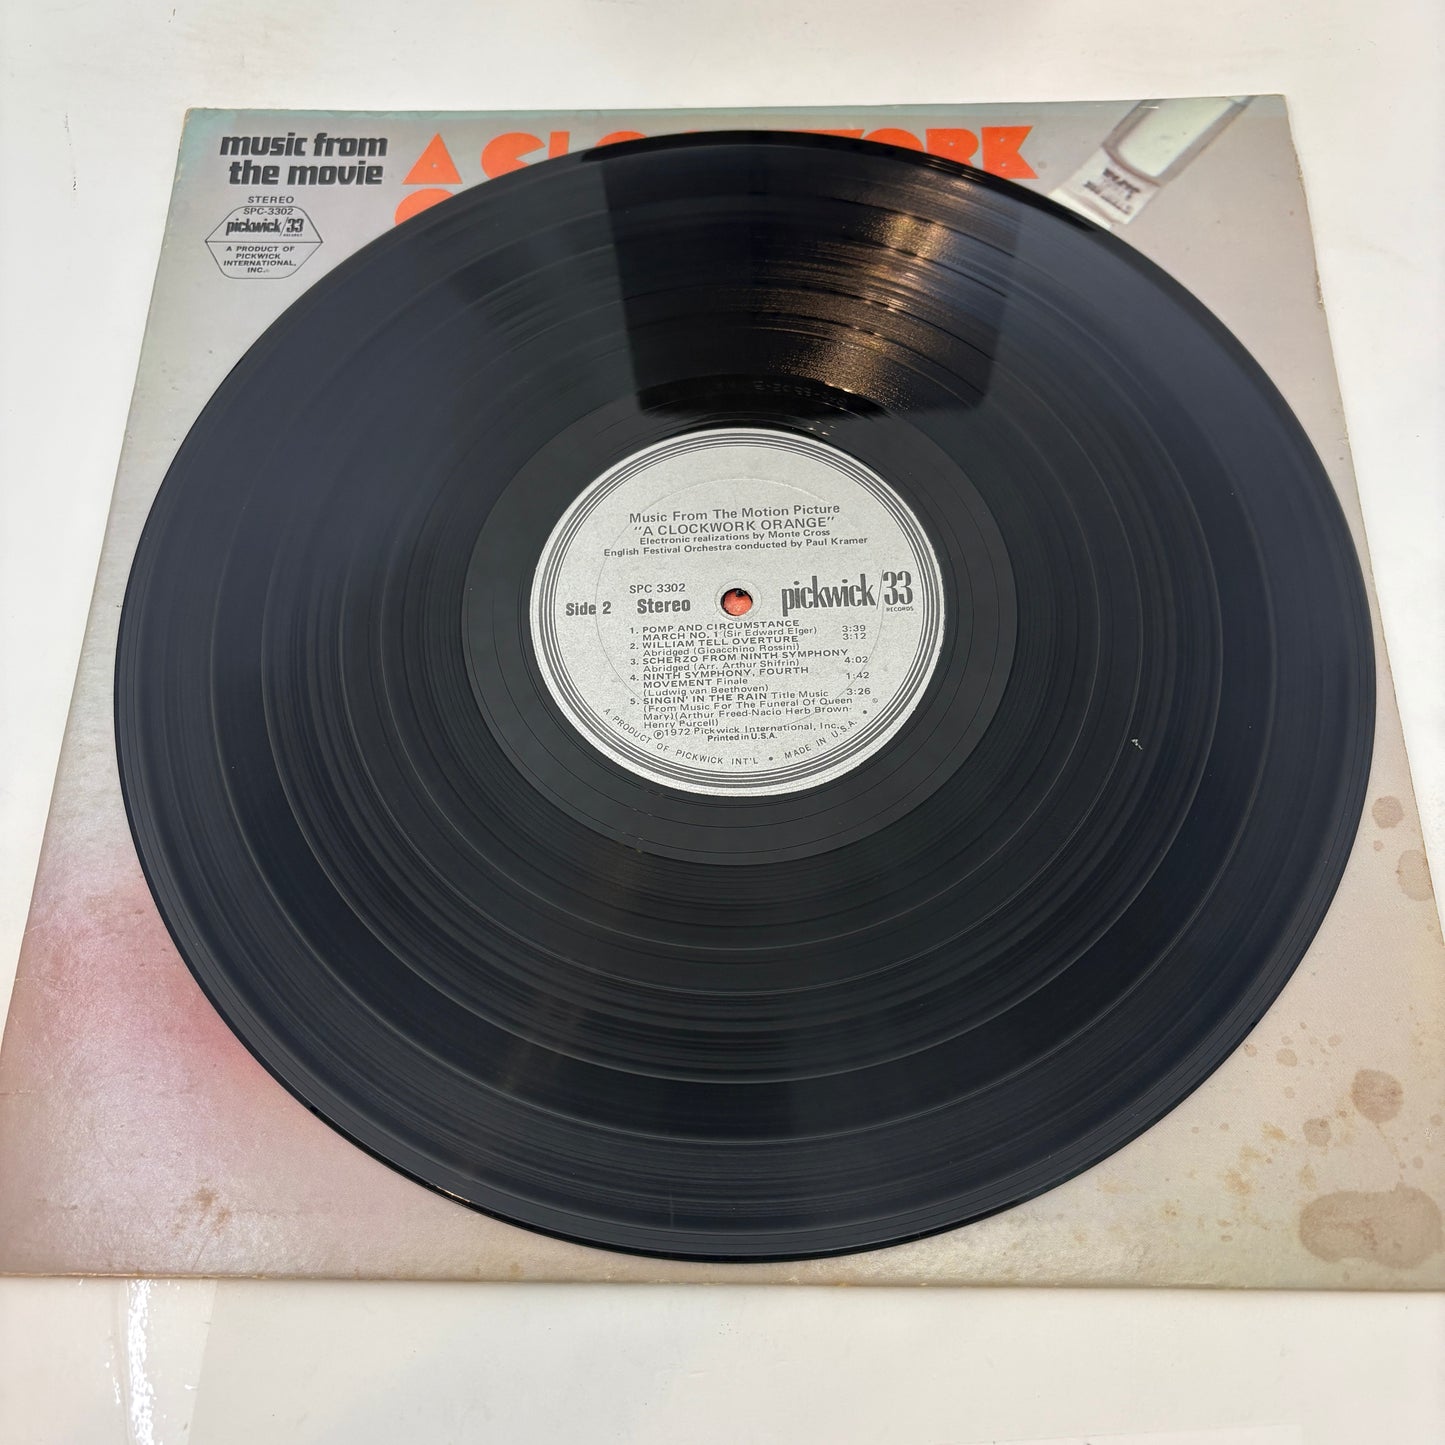 music from
the movie
A CLOCKWORK
STEREO
SPC-3302
pickwick/33
RECORDS
A PRODUCT OF
PICKWICK
INTERNATIONAL,
INC.
Music From The Motion Picture
"A CLOCKWORK ORANGE"
Electronic realizations by Monte Cross
English Festival Orchestra conducted by Paul Kramer
SPC 3302
Side 2 Stereo
pickwick/33
RECORDS
1. POMP AND CIRCUMSTANCE
MARCH NO. 1 (Sir Edward Elger) 3:39
2. WILLIAM TELL OVERTURE 3:12
Abridged (Gioacchino Rossini)
3. SCHERZO FROM NINTH SYMPHONY
Abridged (Arr. Arthur Shifrin) 4:02
4. NINTH SYMPHONY, FOURTH
MOVEMENT Finale 1:42
(Ludwig van Beethoven)
5. SINGIN' IN THE RAIN Title Music 3:26
(From Music For The Funeral Of Queen
Mary)(Arthur Freed-Nacio Herb Brown-
Henry Purcell)
Ⓟ1972 Pickwick International, Inc.
Printed in U.S.A.
A PRODUCT OF PICKWICK INT'L • MADE IN U.S.A. •